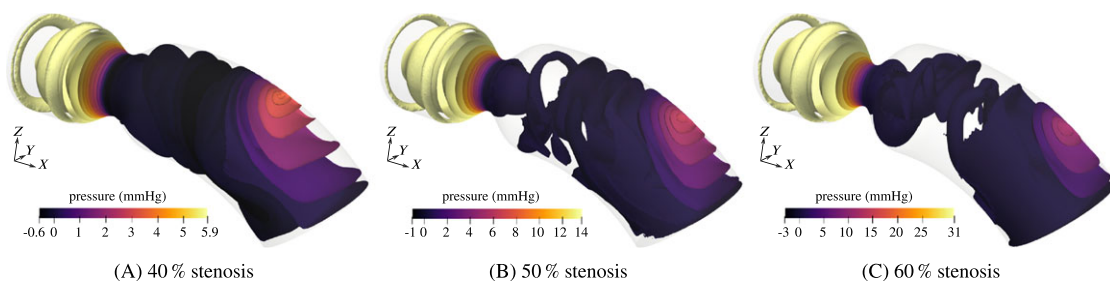 Z
Y
X
pressure (mmHg)
-0.6 0 1 2 3 4 5 5.9
(A) 40 % stenosis
Z
Y
X
pressure (mmHg)
-1 0 2 4 6 8 10 12 14
(B) 50 % stenosis
Z
Y
X
pressure (mmHg)
-3 0 5 10 15 20 25 31
(C) 60 % stenosis